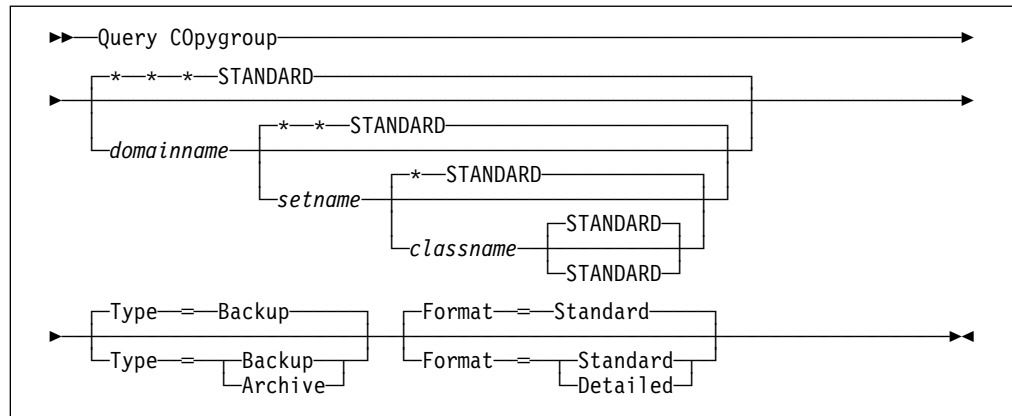 Query COpygroup
* * * STANDARD
domainname
* * STANDARD
setname
* STANDARD
classname
STANDARD
STANDARD
Type = Backup Format = Standard
Type = Backup Format = Standard
Archive Detailed